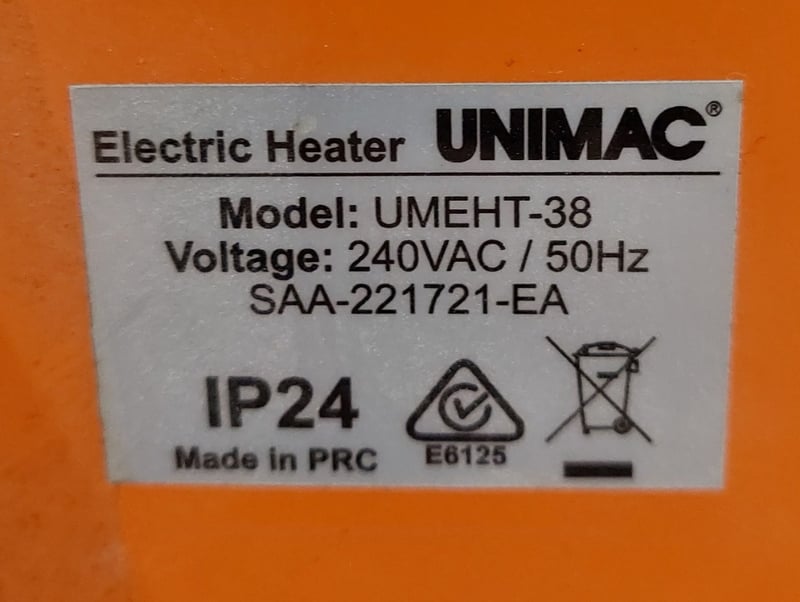 Electric Heater UNIMAC®
Model: UMEHT-38
Voltage: 240VAC / 50Hz
SAA-221721-EA
IP24
Made in PRC
E6125